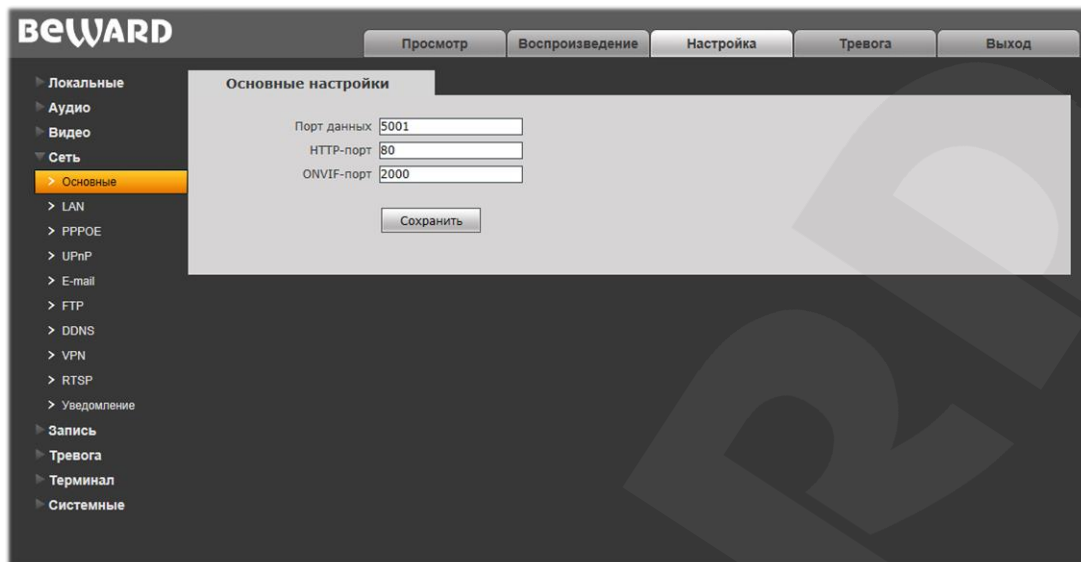 BEWARD
Просмотр
Воспроизведение
Настройка
Тревога
Выход
Локальные
Аудио
Видео
Сеть
Основные
LAN
PPPOE
UPnP
E-mail
FTP
DDNS
VPN
RTSP
Уведомление
Запись
Тревога
Терминал
Системные
Основные настройки
Порт данных 5001
HTTP-порт 80
ONVIF-порт 2000
Сохранить
RD